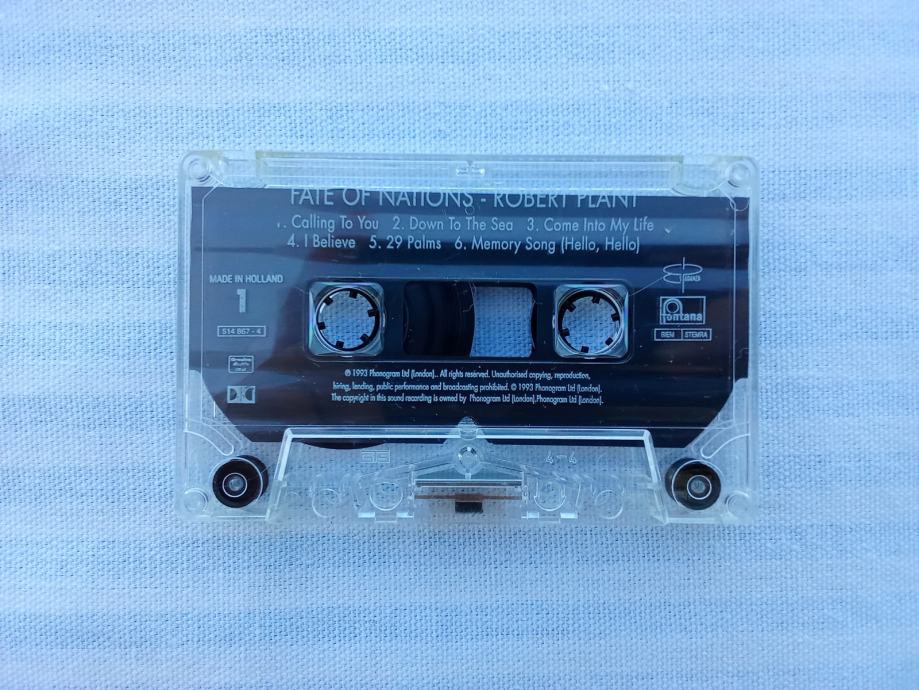 FATE OF NATIONS - ROBERT PLANT
. Calling To You 2. Down To The Sea 3. Come Into My Life
4. I Believe 5. 29 Palms 6. Memory Song (Hello, Hello)
MADE IN HOLLAND
1
514 867 - 4
fontana
BIEM STEMRA
℗ 1993 Phonogram Ltd (London).. All rights reserved. Unauthorised copying, reproduction,
hiring, lending, public performance and broadcasting prohibited. © 1993 Phonogram Ltd (London).
The copyright in this sound recording is owned by Phonogram Ltd (London).Phonogram Ltd (London).